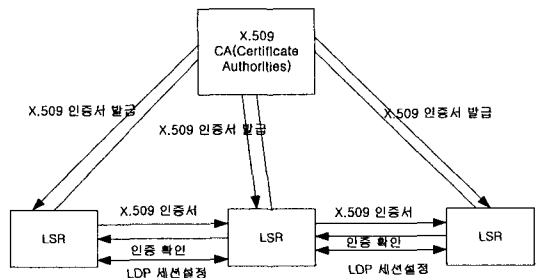 X.509
CA(Certificate
Authorities)
X.509 인증서 발급
X.509 인증서 발급
X.509 인증서 발급
X.509 인증서
X.509 인증서
LSR
LSR
LSR
인증 확인
인증 확인
LDP 세션설정
LDP 세션설정